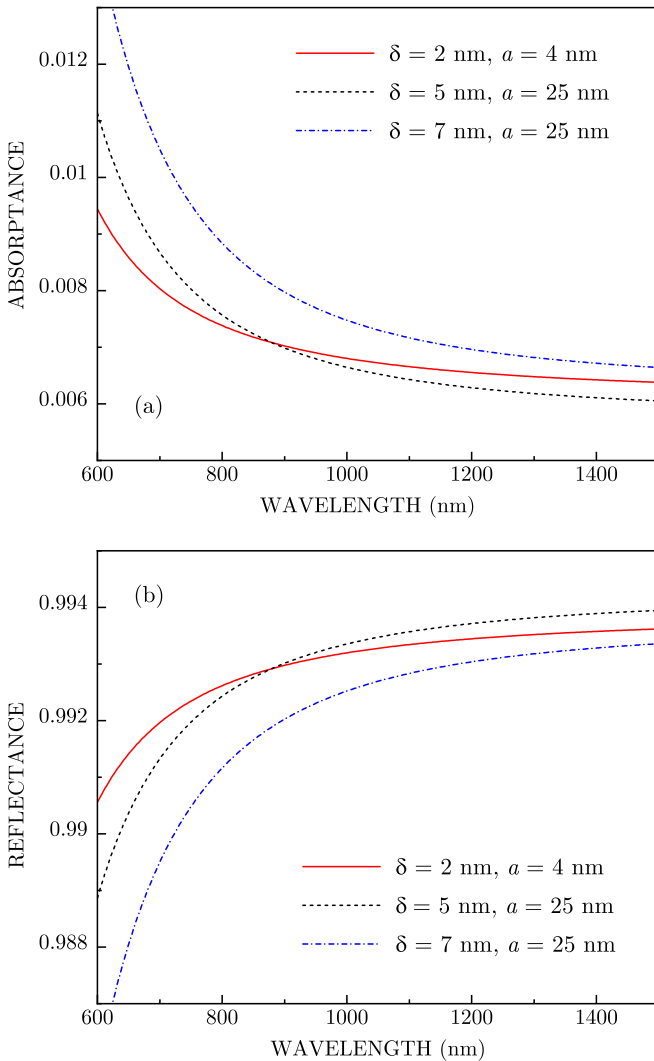 0.012
δ = 2 nm, a = 4 nm
δ = 5 nm, a = 25 nm
δ = 7 nm, a = 25 nm
0.01
ABSORPTANCE
0.008
0.006
(a)
600 800 1000 1200 1400
WAVELENGTH (nm)
(b)
0.994
0.992
REFLECTANCE
0.99
δ = 2 nm, a = 4 nm
δ = 5 nm, a = 25 nm
δ = 7 nm, a = 25 nm
0.988
600 800 1000 1200 1400
WAVELENGTH (nm)